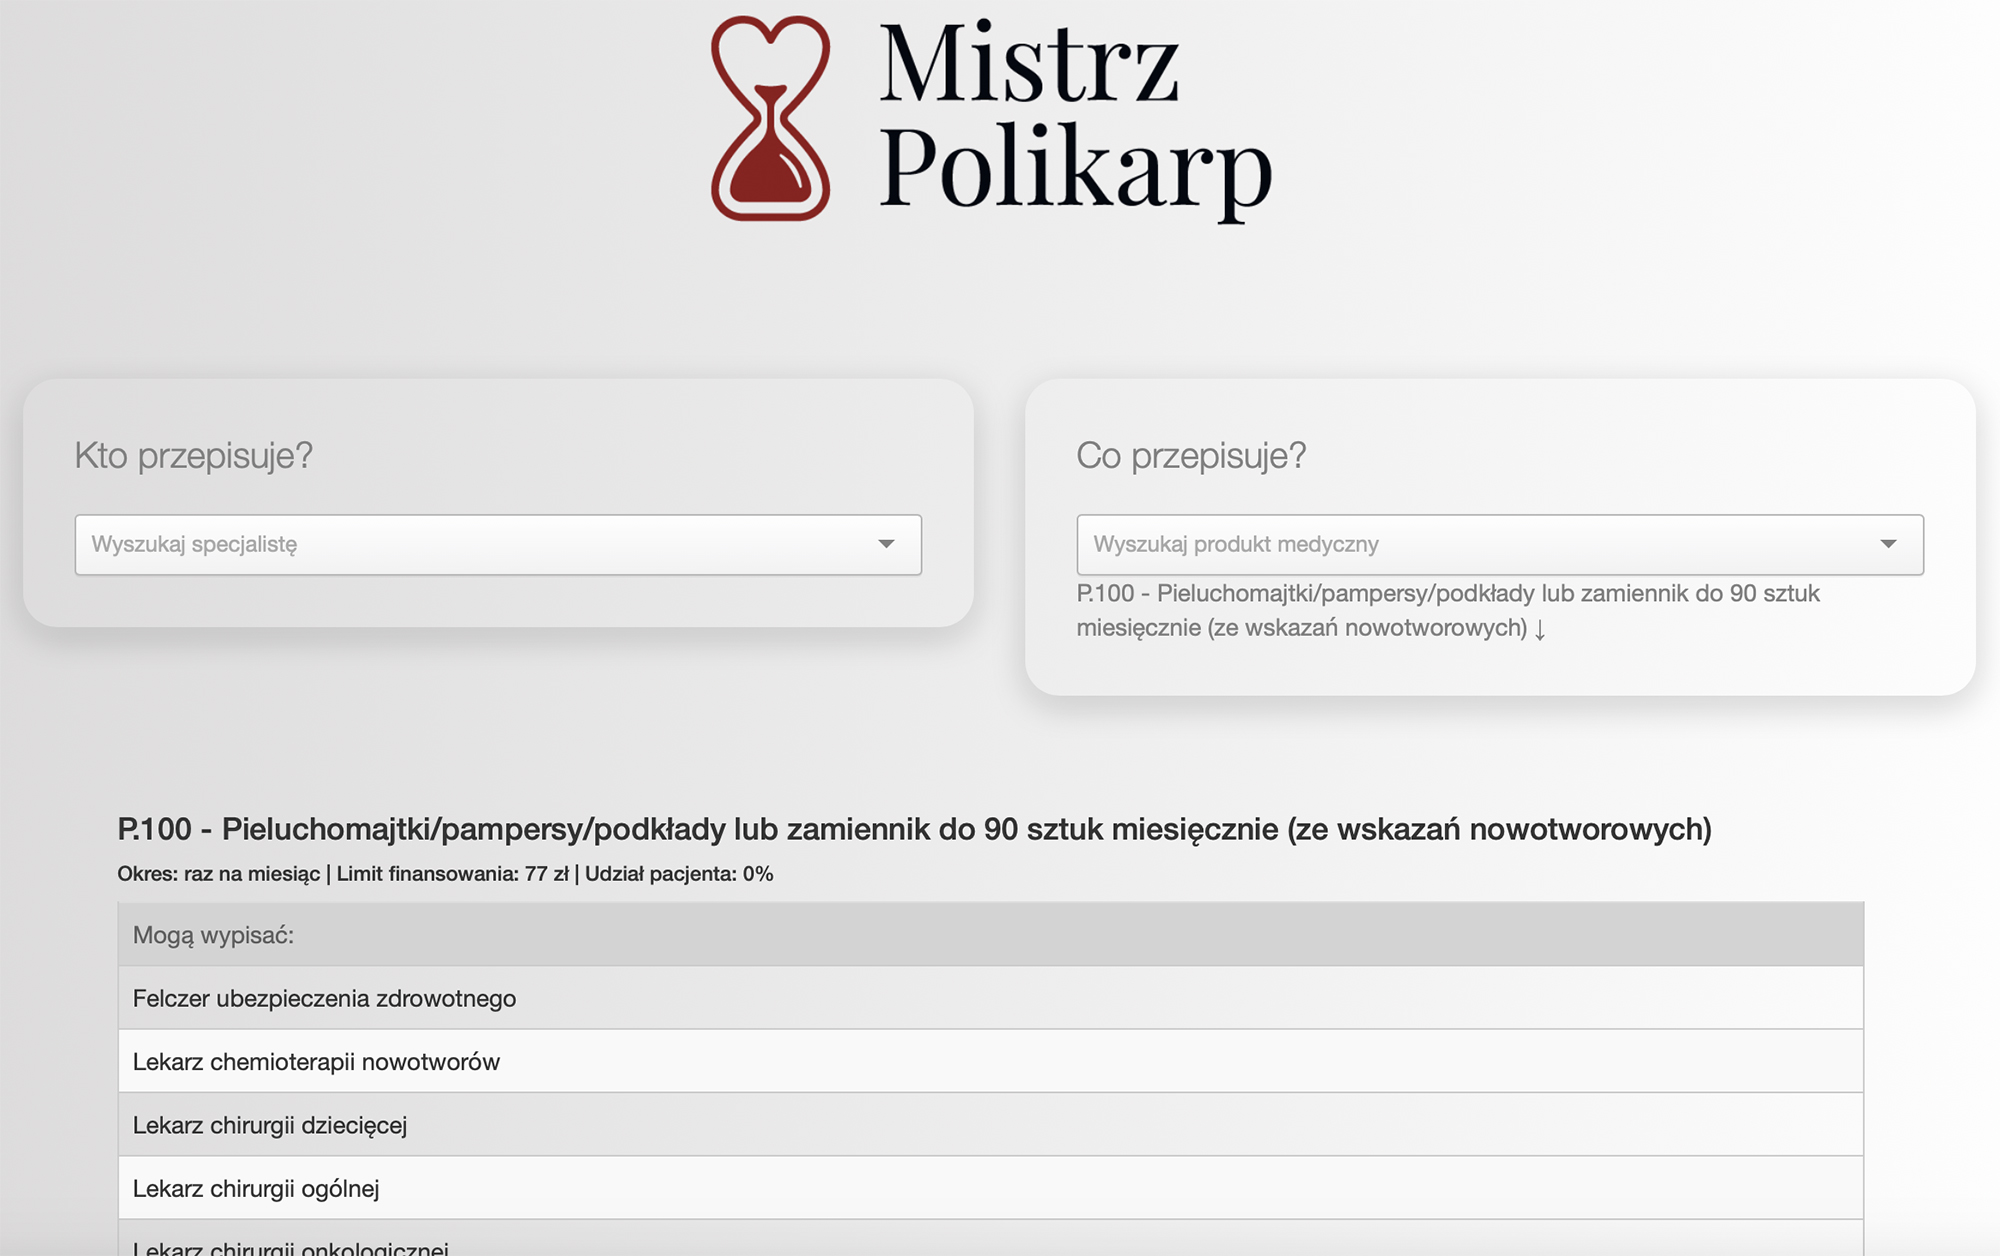 Mistrz
Polikarp
Kto przepisuje?
Wyszukaj specjalistę
Co przepisuje?
Wyszukaj produkt medyczny
P.100 - Pieluchomajtki/pampersy/podkłady lub zamiennik do 90 sztuk
miesięcznie (ze wskazań nowotworowych) ↓
P.100 - Pieluchomajtki/pampersy/podkłady lub zamiennik do 90 sztuk miesięcznie (ze wskazań nowotworowych)
Okres: raz na miesiąc | Limit finansowania: 77 zł | Udział pacjenta: 0%
Mogą wypisać:
Felczer ubezpieczenia zdrowotnego
Lekarz chemioterapii nowotworów
Lekarz chirurgii dziecięcej
Lekarz chirurgii ogólnej
Lekarz chirurgii onkologicznej